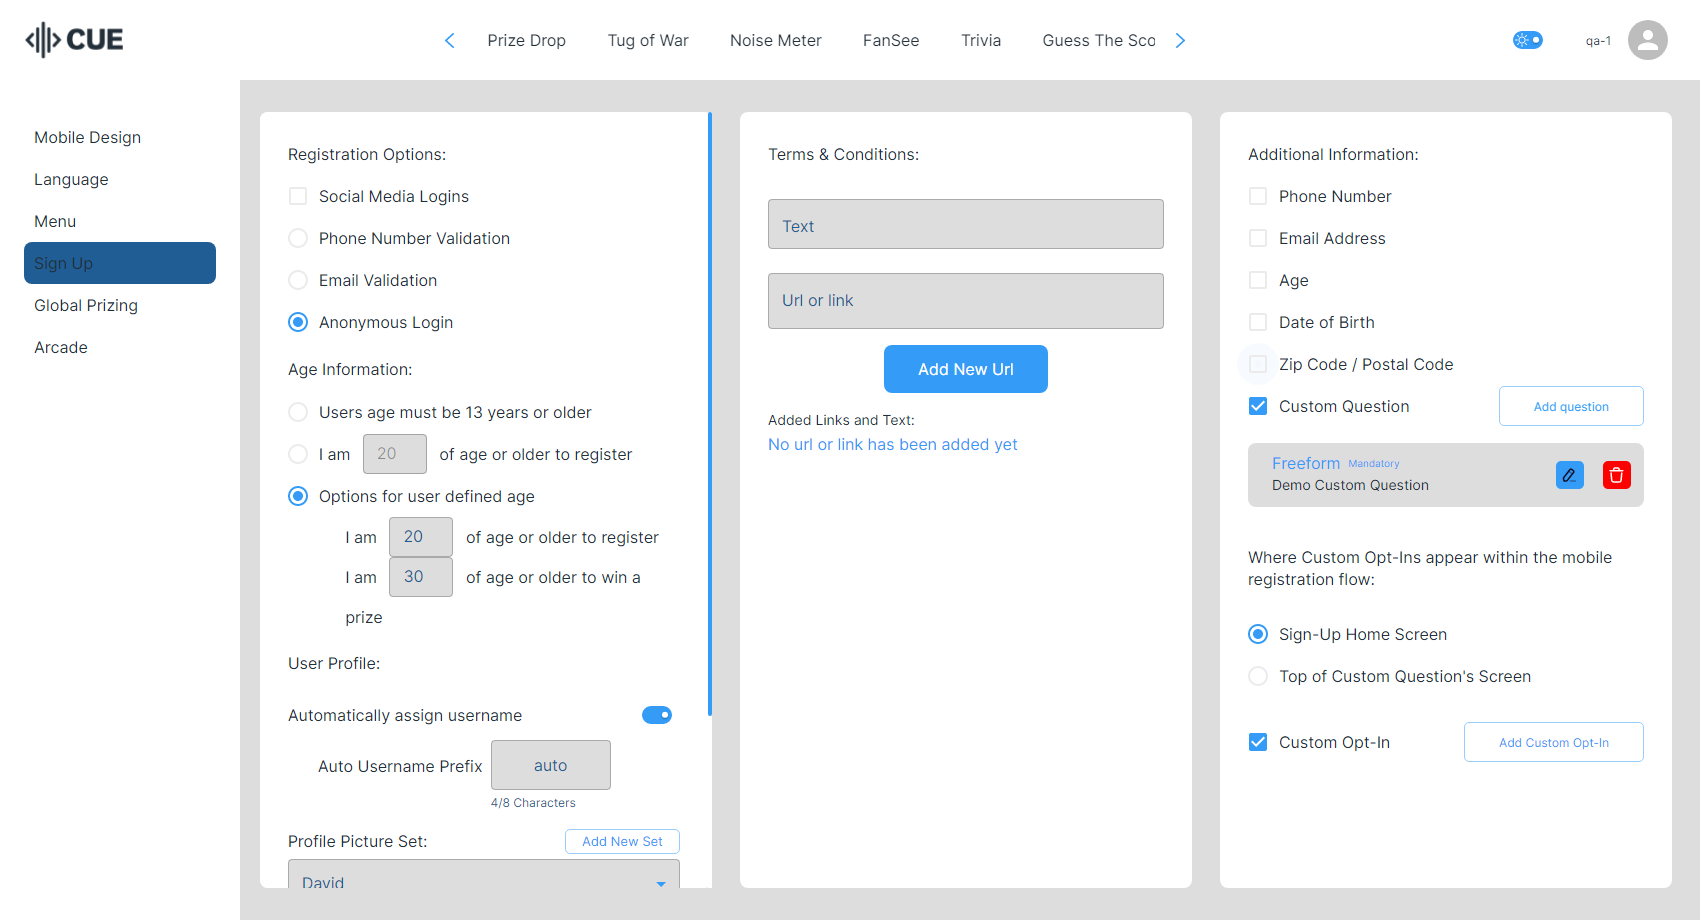 CUE
Prize Drop
Tug of War
Noise Meter
FanSee
Trivia
Guess The Sco
qa-1
Mobile Design
Language
Menu
Sign Up
Global Prizing
Arcade
Registration Options:
Social Media Logins
Phone Number Validation
Email Validation
Anonymous Login
Age Information:
Users age must be 13 years or older
I am 20 of age or older to register
Options for user defined age
I am 20 of age or older to register
I am 30 of age or older to win a
prize
User Profile:
Automatically assign username
Auto Username Prefix auto
4/8 Characters
Profile Picture Set: Add New Set
David
Terms & Conditions:
Text
Url or link
Add New Url
Added Links and Text:
No url or link has been added yet
Additional Information:
Phone Number
Email Address
Age
Date of Birth
Zip Code / Postal Code
Custom Question Add question
Freeform Mandatory
Demo Custom Question
Where Custom Opt-Ins appear within the mobile
registration flow:
Sign-Up Home Screen
Top of Custom Question's Screen
Custom Opt-In Add Custom Opt-In